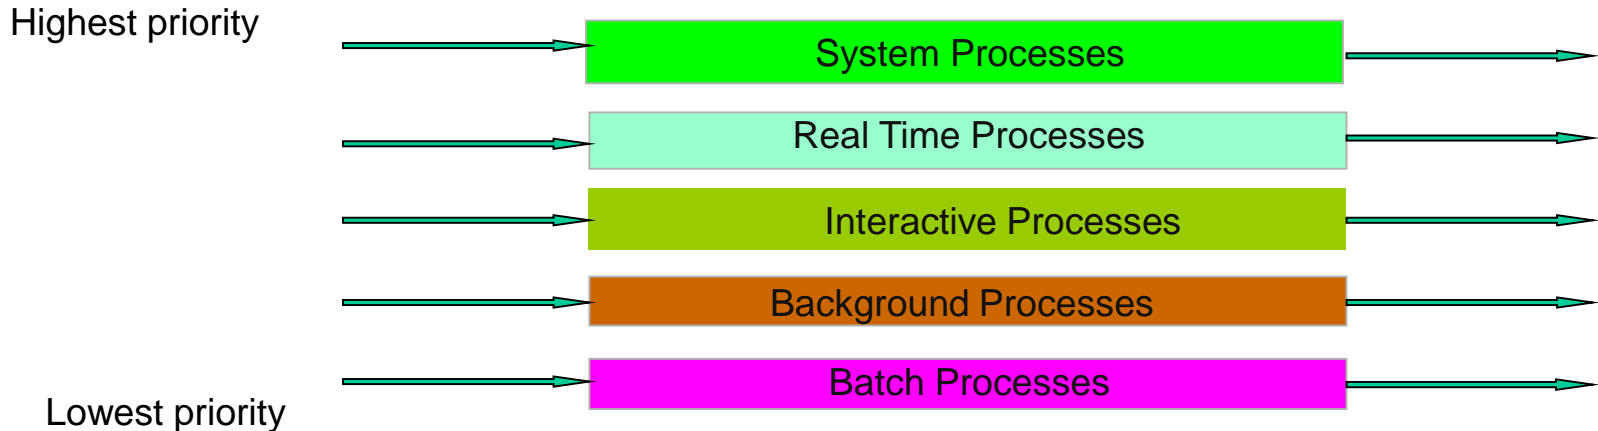 Highest priority
System Processes
Real Time Processes
Interactive Processes
Background Processes
Batch Processes
Lowest priority